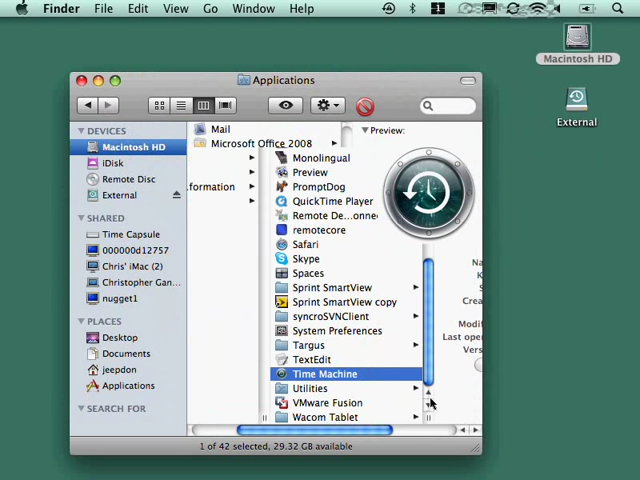 Finder File Edit View Go Window Help
Macintosh HD
External
Applications
DEVICES
Macintosh HD
iDisk
Remote Disc
External
SHARED
Time Capsule
000000d12757
Chris' iMac (2)
Christopher Gan...
nugget1
PLACES
Desktop
Documents
jeepdon
Applications
SEARCH FOR
Mail
Microsoft Office 2008
.formation
Monolingual
Preview
PromptDog
QuickTime Player
Remote De...onnec
remotecore
Safari
Skype
Spaces
Sprint SmartView
Sprint SmartView copy
syncroSVNClient
System Preferences
Targus
TextEdit
Time Machine
Utilities
VMware Fusion
Wacom Tablet
Preview:
Na
K
S
Crea
Modif
Last open
Vers
1 of 42 selected, 29.32 GB available